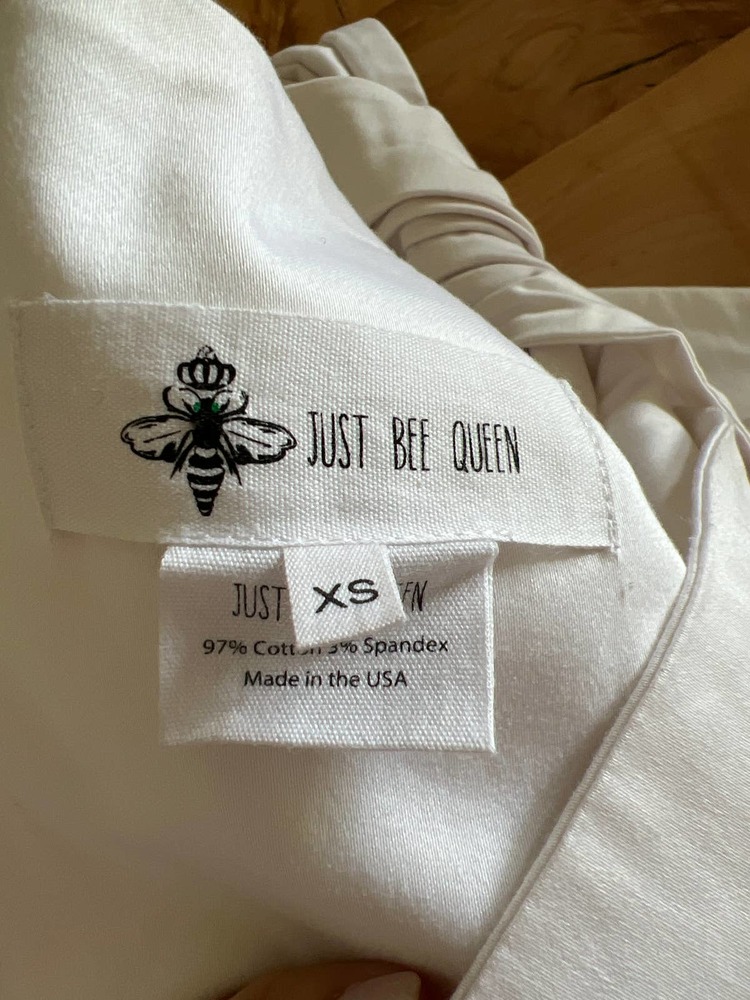 JUST BEE QUEEN
XS
JUST
97% Cotton 3% Spandex
Made in the USA